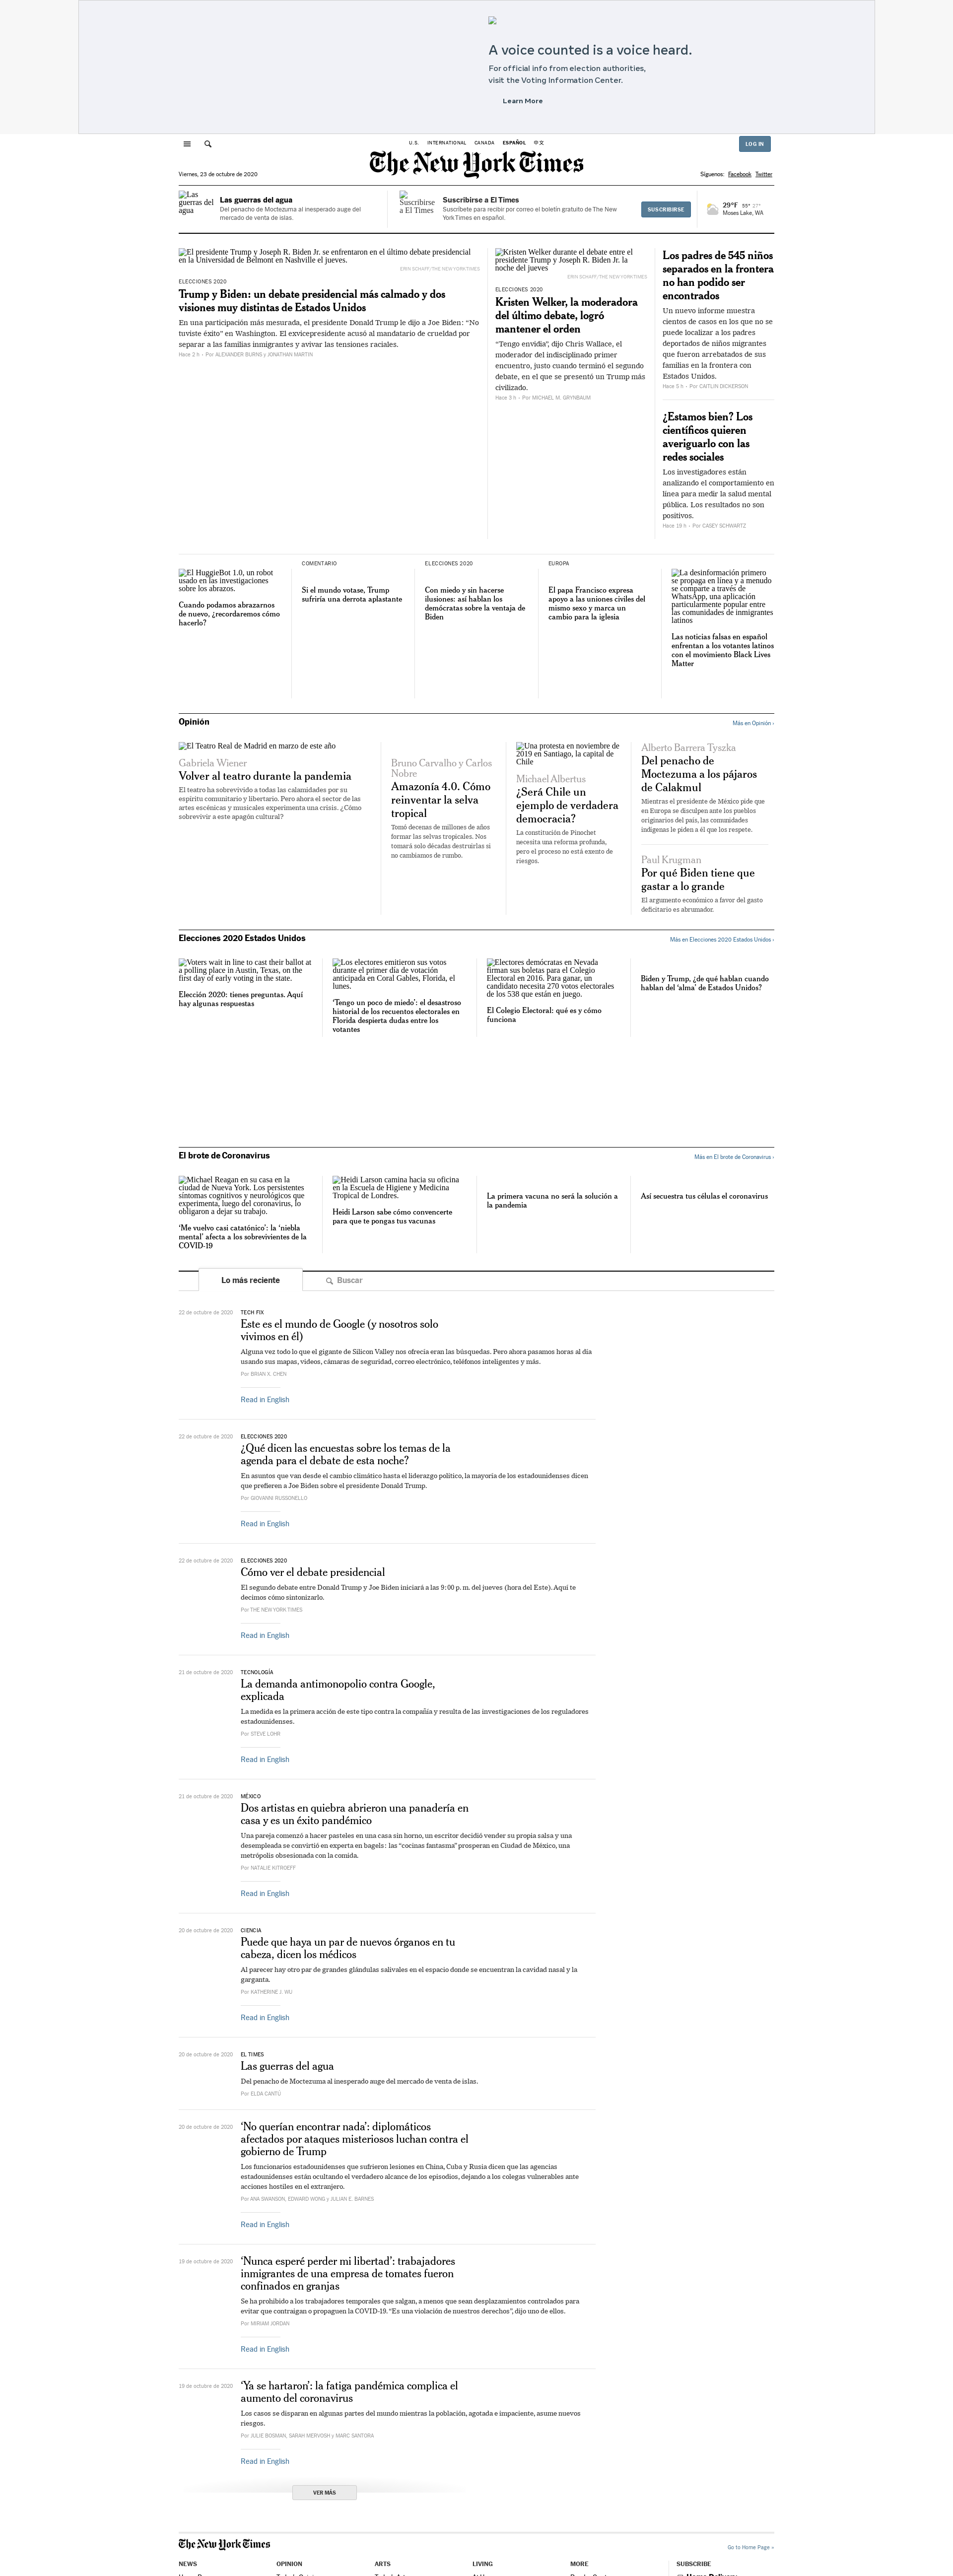 A voice counted is a voice heard.
For official info from election authorities,
visit the Voting Information Center.
Learn More
U.S.
INTERNATIONAL
CANADA
ESPAÑOL
中文
LOG IN
The New York Times
Viernes, 23 de octubre de 2020
Síguenos: Facebook Twitter
Las
guerras del
agua
Las guerras del agua
Del penacho de Moctezuma al inesperado auge del
mercado de venta de islas.
Suscribirse
a El Times
Suscribirse a El Times
Suscríbete para recibir por correo el boletín gratuito de The New
York Times en español.
SUSCRIBIRSE
29°F 55° 27°
Moses Lake, WA
El presidente Trump y Joseph R. Biden Jr. se enfrentaron en el último debate presidencial
en la Universidad de Belmont en Nashville el jueves.
ERIN SCHAFF/THE NEW YORK TIMES
ELECCIONES 2020
Trump y Biden: un debate presidencial más calmado y dos
visiones muy distintas de Estados Unidos
En una participación más mesurada, el presidente Donald Trump le dijo a Joe Biden: “No
tuviste éxito” en Washington. El exvicepresidente acusó al mandatario de crueldad por
separar a las familias inmigrantes y avivar las tensiones raciales.
Hace 2 h - Por ALEXANDER BURNS y JONATHAN MARTIN
Kristen Welker durante el debate entre el
presidente Trump y Joseph R. Biden Jr. la
noche del jueves
ERIN SCHAFF/THE NEW YORK TIMES
ELECCIONES 2020
Kristen Welker, la moderadora
del último debate, logró
mantener el orden
“Tengo envidia”, dijo Chris Wallace, el
moderador del indisciplinado primer
encuentro, justo cuando terminó el segundo
debate, en el que se presentó un Trump más
civilizado.
Hace 3 h - Por MICHAEL M. GRYNBAUM
Los padres de 545 niños
separados en la frontera
no han podido ser
encontrados
Un nuevo informe muestra
cientos de casos en los que no se
puede localizar a los padres
deportados de niños migrantes
que fueron arrebatados de sus
familias en la frontera con
Estados Unidos.
Hace 5 h - Por CAITLIN DICKERSON
¿Estamos bien? Los
científicos quieren
averiguarlo con las
redes sociales
Los investigadores están
analizando el comportamiento en
línea para medir la salud mental
pública. Los resultados no son
positivos.
Hace 19 h - Por CASEY SCHWARTZ
El HuggieBot 1.0, un robot
usado en las investigaciones
sobre los abrazos.
Cuando podamos abrazarnos
de nuevo, ¿recordaremos cómo
hacerlo?
COMENTARIO
Si el mundo votase, Trump
sufriría una derrota aplastante
ELECCIONES 2020
Con miedo y sin hacerse
ilusiones: así hablan los
demócratas sobre la ventaja de
Biden
EUROPA
El papa Francisco expresa
apoyo a las uniones civiles del
mismo sexo y marca un
cambio para la iglesia
La desinformación primero
se propaga en línea y a menudo
se comparte a través de
WhatsApp, una aplicación
particularmente popular entre
las comunidades de inmigrantes
latinos
Las noticias falsas en español
enfrentan a los votantes latinos
con el movimiento Black Lives
Matter
Opinión
Más en Opinión ›
El Teatro Real de Madrid en marzo de este año
Gabriela Wiener
Volver al teatro durante la pandemia
El teatro ha sobrevivido a todas las calamidades por su
espíritu comunitario y libertario. Pero ahora el sector de las
artes escénicas y musicales experimenta una crisis. ¿Cómo
sobrevivir a este apagón cultural?
Bruno Carvalho y Carlos
Nobre
Amazonía 4.0. Cómo
reinventar la selva
tropical
Tomó decenas de millones de años
formar las selvas tropicales. Nos
tomará solo décadas destruirlas si
no cambiamos de rumbo.
Una protesta en noviembre de
2019 en Santiago, la capital de
Chile
Michael Albertus
¿Será Chile un
ejemplo de verdadera
democracia?
La constitución de Pinochet
necesita una reforma profunda,
pero el proceso no está exento de
riesgos.
Alberto Barrera Tyszka
Del penacho de
Moctezuma a los pájaros
de Calakmul
Mientras el presidente de México pide que
en Europa se disculpen ante los pueblos
originarios del país, las comunidades
indígenas le piden a él que los respete.
Paul Krugman
Por qué Biden tiene que
gastar a lo grande
El argumento económico a favor del gasto
deficitario es abrumador.
Elecciones 2020 Estados Unidos
Más en Elecciones 2020 Estados Unidos ›
Voters wait in line to cast their ballot at
a polling place in Austin, Texas, on the
first day of early voting in the state.
Elección 2020: tienes preguntas. Aquí
hay algunas respuestas
Los electores emitieron sus votos
durante el primer día de votación
anticipada en Coral Gables, Florida, el
lunes.
‘Tengo un poco de miedo’: el desastroso
historial de los recuentos electorales en
Florida despierta dudas entre los
votantes
Electores demócratas en Nevada
firman sus boletas para el Colegio
Electoral en 2016. Para ganar, un
candidato necesita 270 votos electorales
de los 538 que están en juego.
El Colegio Electoral: qué es y cómo
funciona
Biden y Trump, ¿de qué hablan cuando
hablan del ‘alma’ de Estados Unidos?
El brote de Coronavirus
Más en El brote de Coronavirus ›
Michael Reagan en su casa en la
ciudad de Nueva York. Los persistentes
síntomas cognitivos y neurológicos que
experimenta, luego del coronavirus, lo
obligaron a dejar su trabajo.
‘Me vuelvo casi catatónico’: la ‘niebla
mental’ afecta a los sobrevivientes de la
COVID-19
Heidi Larson camina hacia su oficina
en la Escuela de Higiene y Medicina
Tropical de Londres.
Heidi Larson sabe cómo convencerte
para que te pongas tus vacunas
La primera vacuna no será la solución a
la pandemia
Así secuestra tus células el coronavirus
Lo más reciente
Buscar
22 de octubre de 2020
TECH FIX
Este es el mundo de Google (y nosotros solo
vivimos en él)
Alguna vez todo lo que el gigante de Silicon Valley nos ofrecía eran las búsquedas. Pero ahora pasamos horas al día
usando sus mapas, videos, cámaras de seguridad, correo electrónico, teléfonos inteligentes y más.
Por BRIAN X. CHEN
Read in English
22 de octubre de 2020
ELECCIONES 2020
¿Qué dicen las encuestas sobre los temas de la
agenda para el debate de esta noche?
En asuntos que van desde el cambio climático hasta el liderazgo político, la mayoría de los estadounidenses dicen
que prefieren a Joe Biden sobre el presidente Donald Trump.
Por GIOVANNI RUSSONELLO
Read in English
22 de octubre de 2020
ELECCIONES 2020
Cómo ver el debate presidencial
El segundo debate entre Donald Trump y Joe Biden iniciará a las 9:00 p. m. del jueves (hora del Este). Aquí te
decimos cómo sintonizarlo.
Por THE NEW YORK TIMES
Read in English
21 de octubre de 2020
TECNOLOGÍA
La demanda antimonopolio contra Google,
explicada
La medida es la primera acción de este tipo contra la compañía y resulta de las investigaciones de los reguladores
estadounidenses.
Por STEVE LOHR
Read in English
21 de octubre de 2020
MÉXICO
Dos artistas en quiebra abrieron una panadería en
casa y es un éxito pandémico
Una pareja comenzó a hacer pasteles en una casa sin horno, un escritor decidió vender su propia salsa y una
desempleada se convirtió en experta en bagels: las “cocinas fantasma” prosperan en Ciudad de México, una
metrópolis obsesionada con la comida.
Por NATALIE KITROEFF
Read in English
20 de octubre de 2020
CIENCIA
Puede que haya un par de nuevos órganos en tu
cabeza, dicen los médicos
Al parecer hay otro par de grandes glándulas salivales en el espacio donde se encuentran la cavidad nasal y la
garganta.
Por KATHERINE J. WU
Read in English
20 de octubre de 2020
EL TIMES
Las guerras del agua
Del penacho de Moctezuma al inesperado auge del mercado de venta de islas.
Por ELDA CANTÚ
20 de octubre de 2020
‘No querían encontrar nada’: diplomáticos
afectados por ataques misteriosos luchan contra el
gobierno de Trump
Los funcionarios estadounidenses que sufrieron lesiones en China, Cuba y Rusia dicen que las agencias
estadounidenses están ocultando el verdadero alcance de los episodios, dejando a los colegas vulnerables ante
acciones hostiles en el extranjero.
Por ANA SWANSON, EDWARD WONG y JULIAN E. BARNES
Read in English
19 de octubre de 2020
‘Nunca esperé perder mi libertad’: trabajadores
inmigrantes de una empresa de tomates fueron
confinados en granjas
Se ha prohibido a los trabajadores temporales que salgan, a menos que sean desplazamientos controlados para
evitar que contraigan o propaguen la COVID-19. “Es una violación de nuestros derechos”, dijo uno de ellos.
Por MIRIAM JORDAN
Read in English
19 de octubre de 2020
‘Ya se hartaron’: la fatiga pandémica complica el
aumento del coronavirus
Los casos se disparan en algunas partes del mundo mientras la población, agotada e impaciente, asume nuevos
riesgos.
Por JULIE BOSMAN, SARAH MERVOSH y MARC SANTORA
Read in English
VER MÁS
The New York Times
Go to Home Page »
NEWS
OPINION
ARTS
LIVING
MORE
SUBSCRIBE